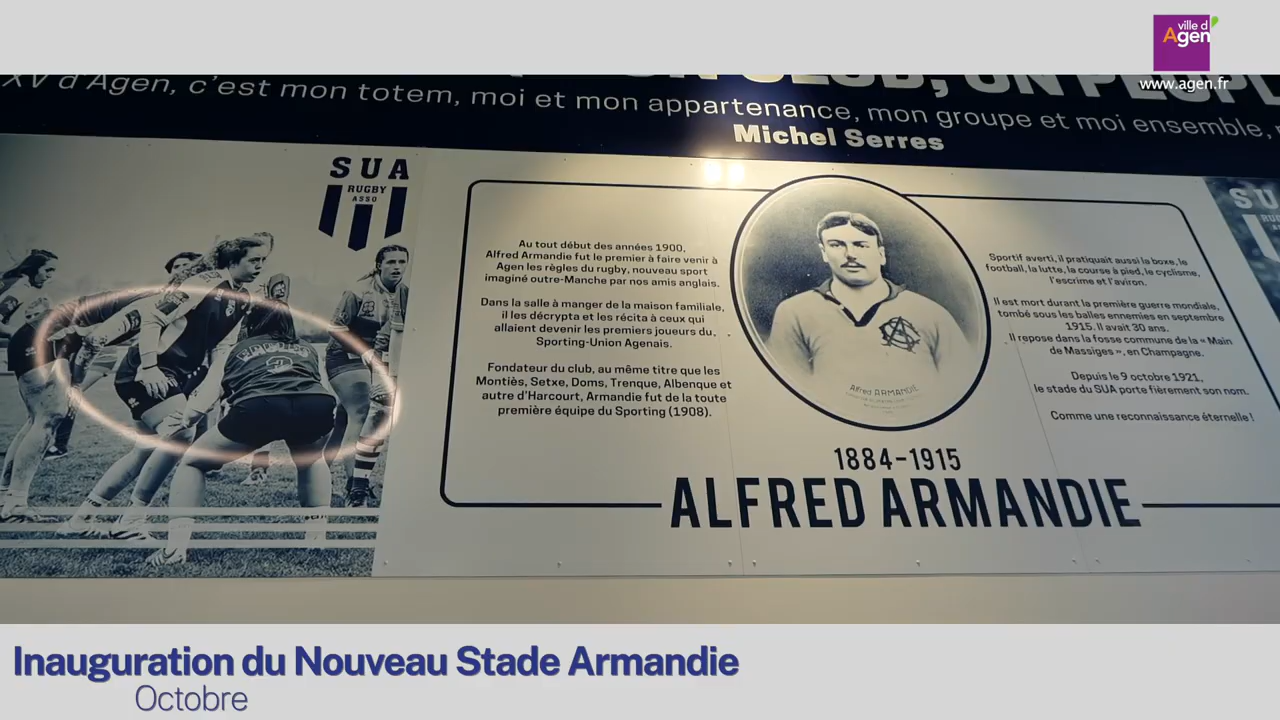 ville d'
Agen
www.agen.fr
CLUB, UN PEUPL
XV d'Agen, c'est mon totem, moi et mon appartenance, mon groupe et moi ensemble,
Michel Serres
SUA
RUGBY
ASSO
Au tout début des années 1900,
Alfred Armandie fut le premier à faire venir à
Agen les règles du rugby, nouveau sport
imaginé outre-Manche par nos amis anglais.
Dans la salle à manger de la maison familiale,
il les décrypta et les récita à ceux qui
allaient devenir les premiers joueurs du
Sporting-Union Agenais.
Fondateur du club, au même titre que les
Montiès, Setxe, Doms, Trenque, Albenque et
autre d'Harcourt, Armandie fut de la toute
première équipe du Sporting (1908).
Alfred ARMANDIE
Sportif averti, il pratiquait aussi la boxe, le
football, la lutte, la course à pied, le cyclisme,
l'escrime et l'aviron.
Il est mort durant la première guerre mondiale,
tombé sous les balles ennemies en septembre
1915. Il avait 30 ans.
Il repose dans la fosse commune de la « Main
de Massiges », en Champagne.
Depuis le 9 octobre 1921,
le stade du SUA porte fièrement son nom.
Comme une reconnaissance éternelle !
1884-1915
ALFRED ARMANDIE
SU
Inauguration du Nouveau Stade Armandie
Octobre